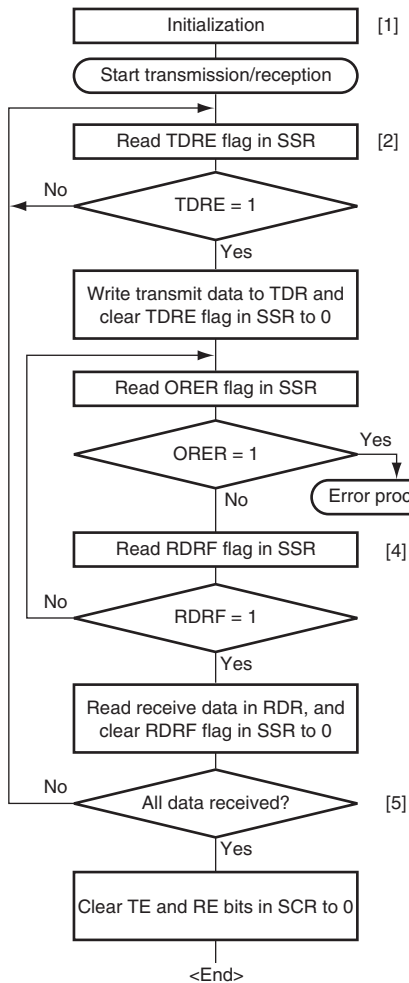 Initialization [1]
Start transmission/reception
Read TDRE flag in SSR [2]
No
TDRE = 1
Yes
Write transmit data to TDR and
clear TDRE flag in SSR to 0
Read ORER flag in SSR
Yes
ORER = 1
No
Error
Read RDRF flag in SSR [4]
No
RDRF = 1
Yes
Read receive data in RDR, and
clear RDRF flag in SSR to 0
No
All data received? [5]
Yes
Clear TE and RE bits in SCR to 0
<End>